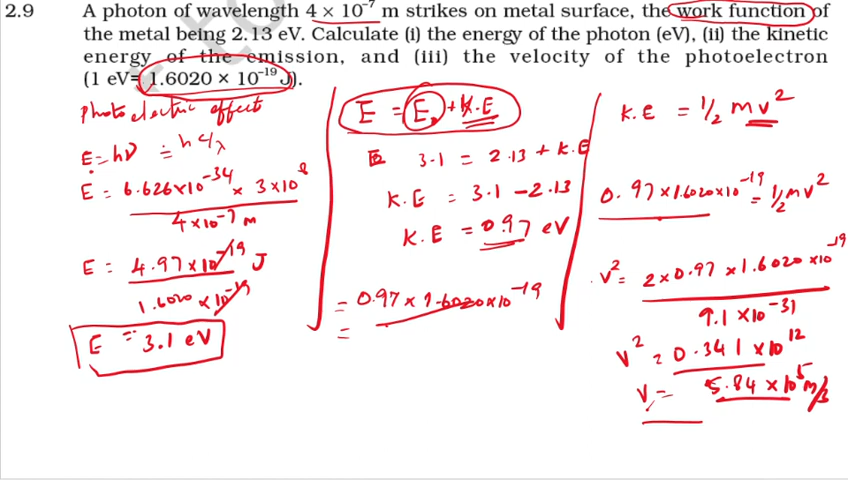 2.9 A photon of wavelength 4 × 10⁻⁷ m strikes on metal surface, the work function of
the metal being 2.13 eV. Calculate (i) the energy of the photon (eV), (ii) the kinetic
energy of the emission, and (iii) the velocity of the photoelectron
(1 eV= 1.6020 × 10⁻¹⁹ J).
Photoelectric effect
E = hν = hc/λ
E = 6.626×10⁻³⁴ × 3×10⁸
4×10⁻⁷ m
E = 4.97×10⁻¹⁹ J
1.6020 ×10⁻¹⁹
E = 3.1 eV
E = E₀ + K.E
3.1 = 2.13 + K.E
K.E = 3.1 − 2.13
K.E = 0.97 eV
= 0.97 × 1.6020×10⁻¹⁹
=
K.E = 1/2 mv²
0.97×1.6020×10⁻¹⁹ = 1/2 mv²
v² = 2×0.97×1.6020×10⁻¹⁹
9.1×10⁻³¹
v² = 0.341×10¹²
v = 5.84×10⁵ m/s